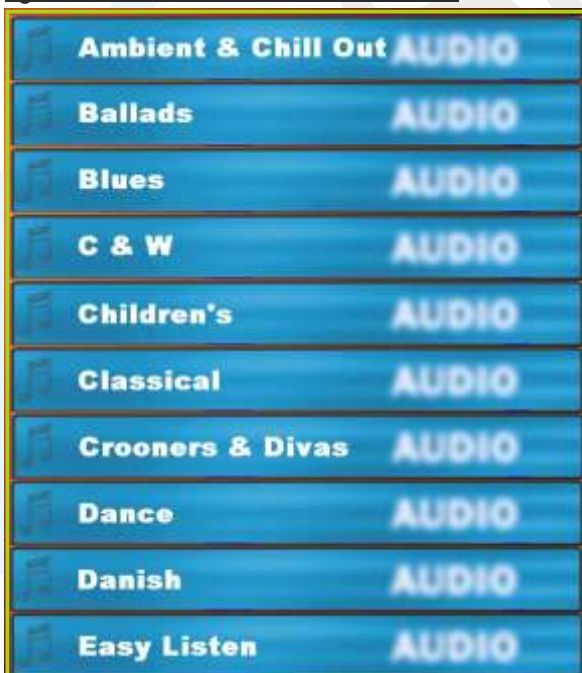 Ambient & Chill Out AUDIO
Ballads AUDIO
Blues AUDIO
C & W AUDIO
Children's AUDIO
Classical AUDIO
Crooners & Divas AUDIO
Dance AUDIO
Danish AUDIO
Easy Listen AUDIO